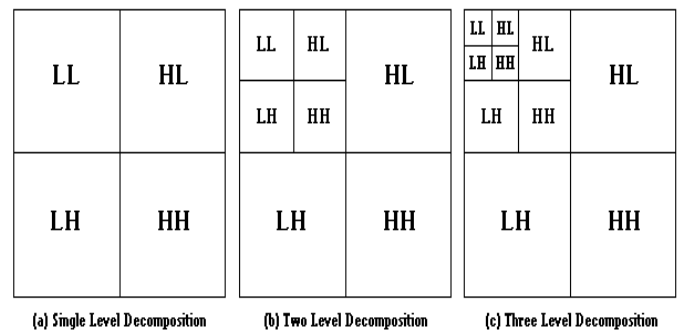 LL HL
LH HH
(a) Single Level Decomposition
LL HL
HL
LH HH
LH HH
(b) Two Level Decomposition
LL HL
HL
LH HH
HL
LH HH
LH HH
(c) Three Level Decomposition